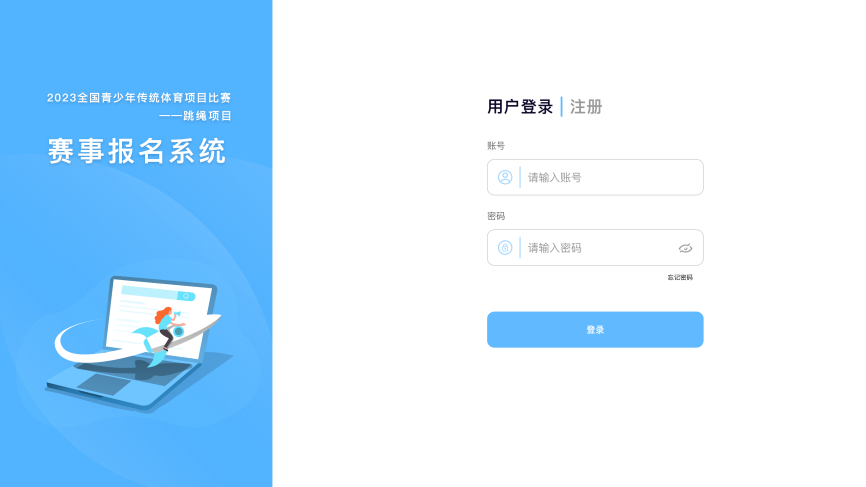 2023全国青少年传统体育项目比赛
——跳绳项目
赛事报名系统
用户登录 | 注册
账号
请输入账号
密码
请输入密码
忘记密码
登录